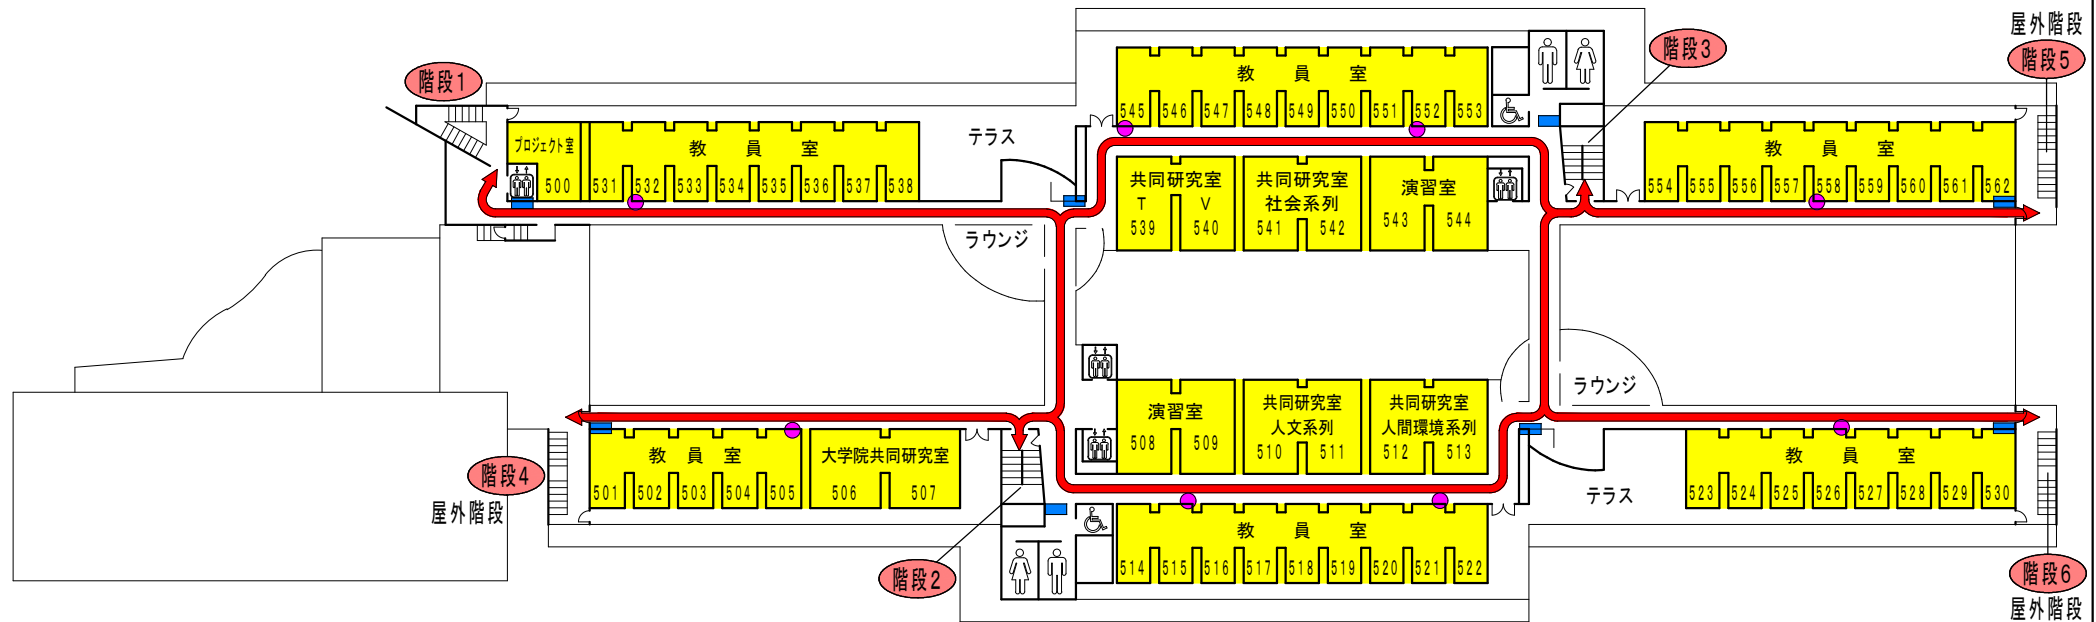 屋外階段
階段5
階段3
階段1
教員室
545 546 547 548 549 550 551 552 553
テラス
プロジェクト室
500
教員室
531 532 533 534 535 536 537 538
教員室
554 555 556 557 558 559 560 561 562
共同研究室
T V
539 540
共同研究室
社会系列
541 542
演習室
543 544
ラウンジ
ラウンジ
演習室
508 509
共同研究室
人文系列
510 511
共同研究室
人間環境系列
512 513
階段4
屋外階段
教員室
501 502 503 504 505
大学院共同研究室
506 507
テラス
教員室
523 524 525 526 527 528 529 530
教員室
514 515 516 517 518 519 520 521 522
階段2
階段6
屋外階段